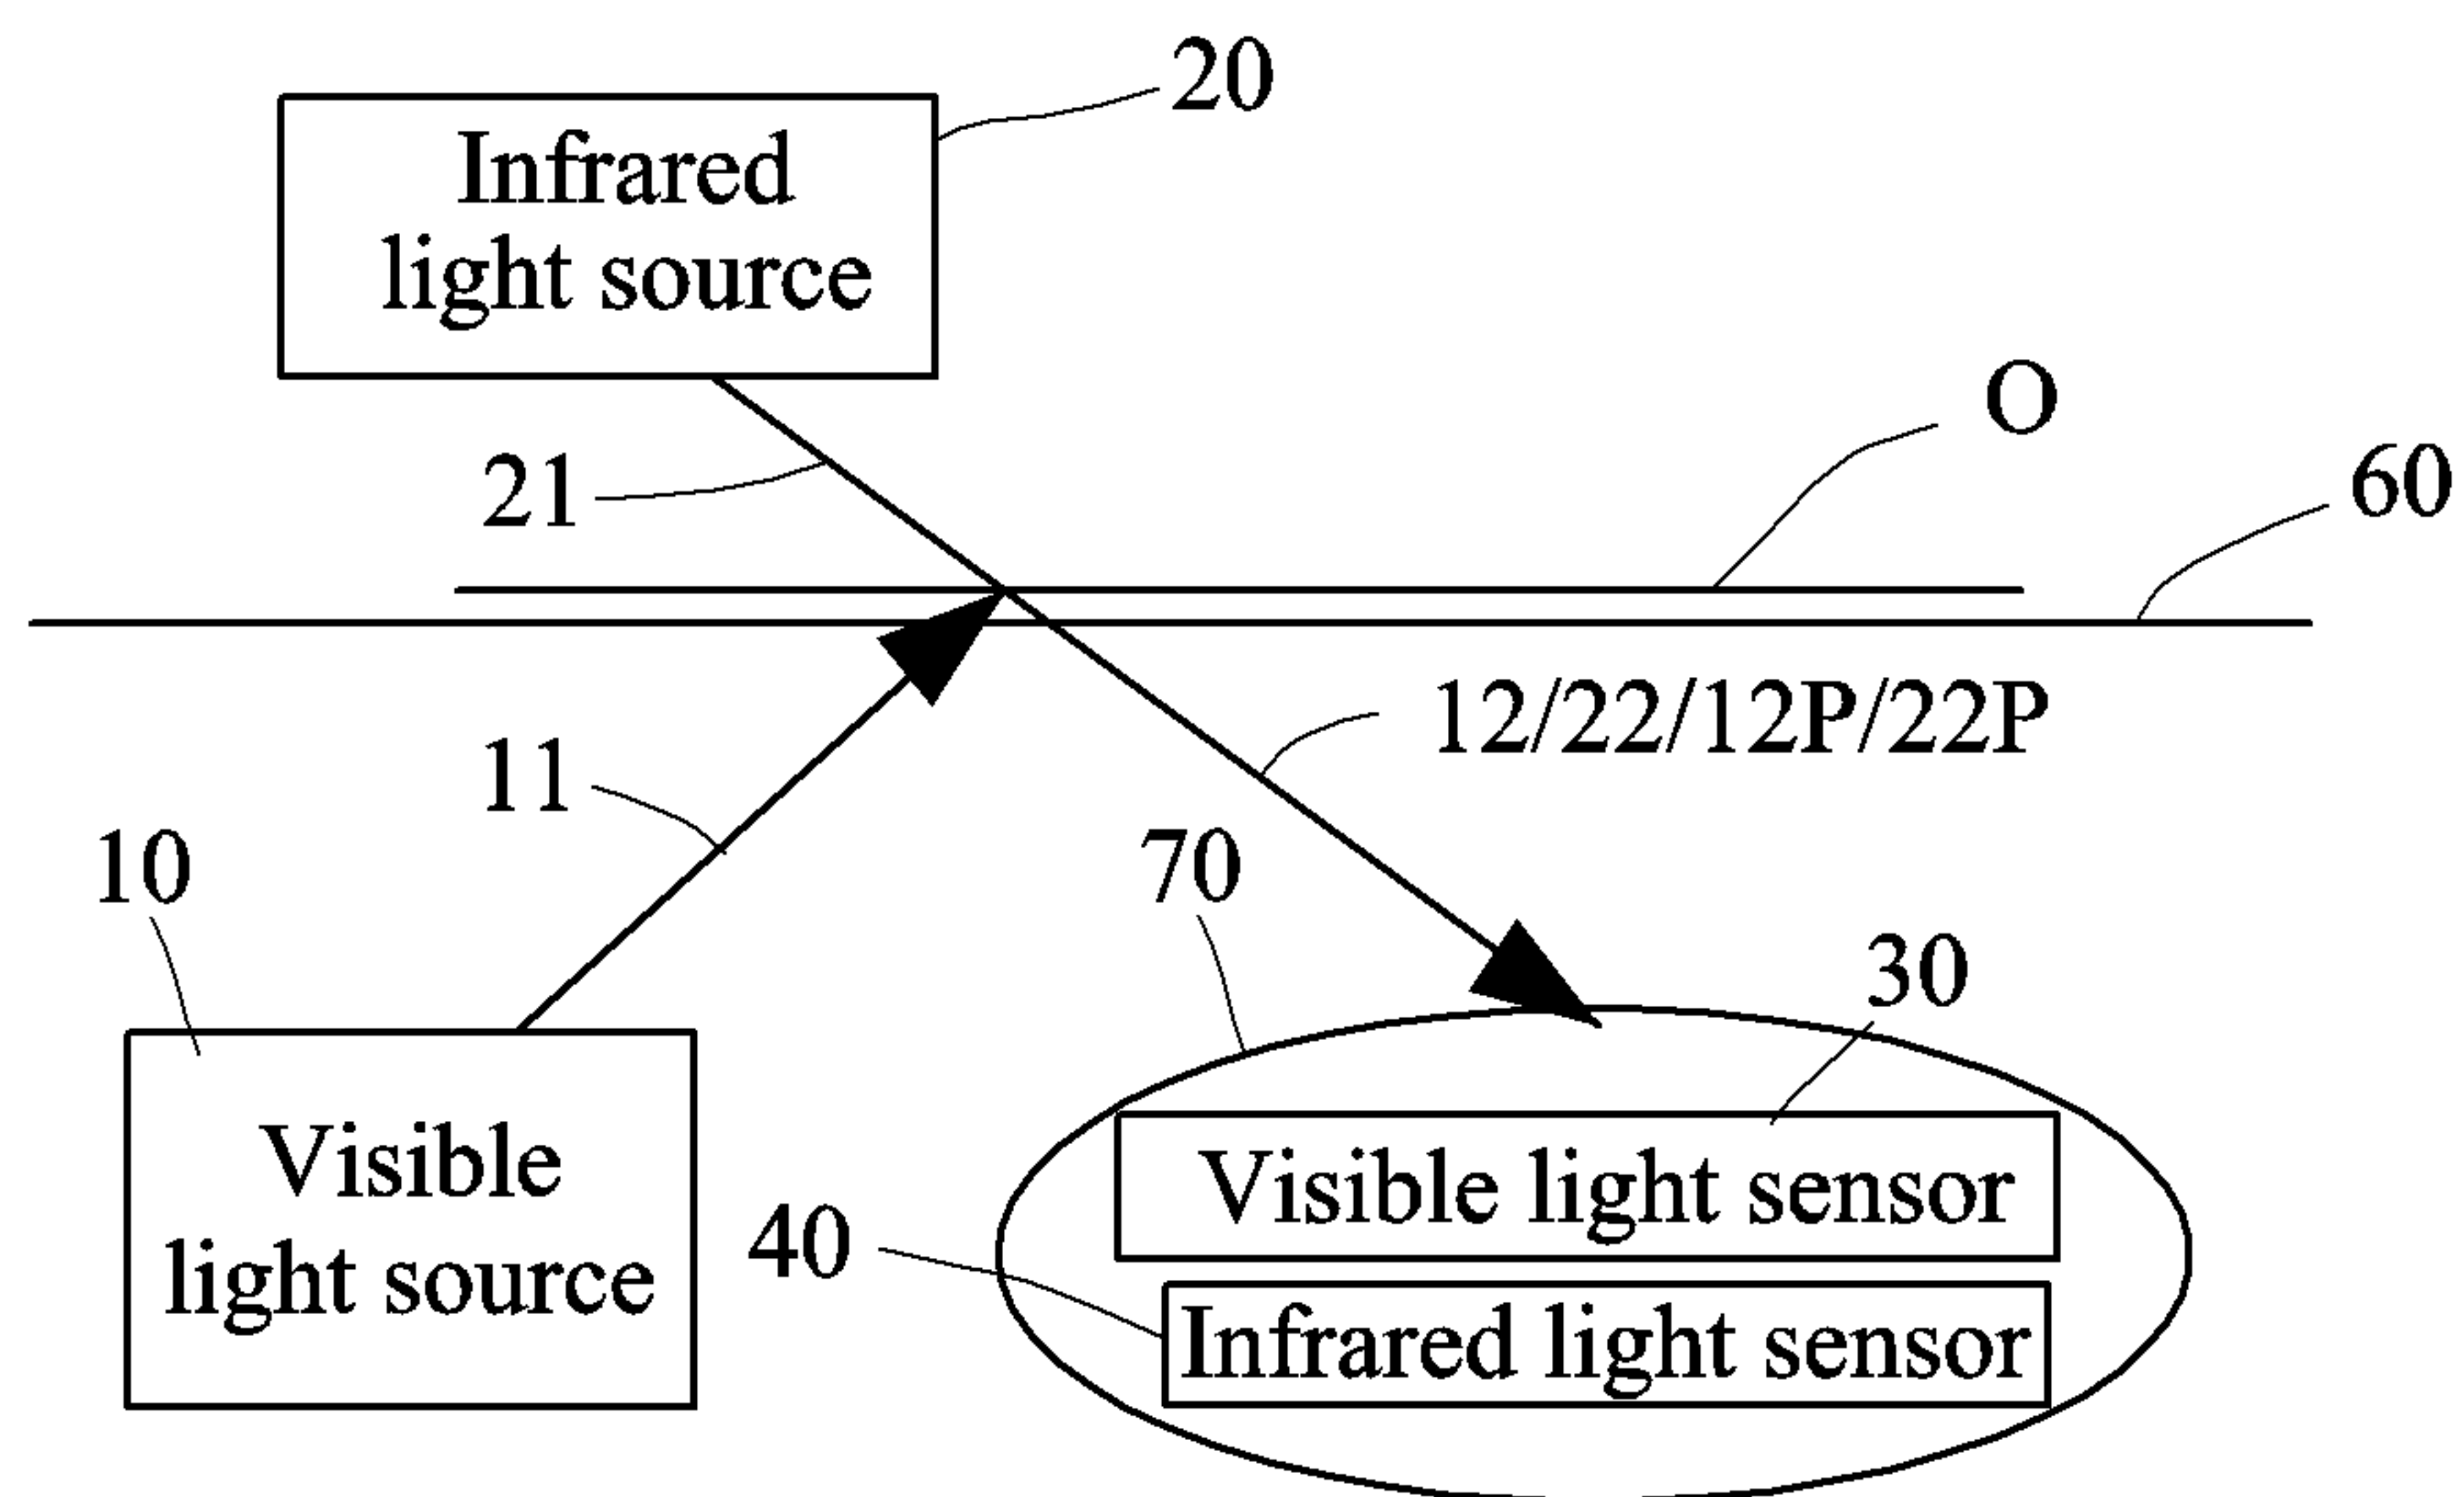 20
Infrared
light source
O
60
21
12/22/12P/22P
11
10
70
30
Visible
light source
40
Visible light sensor
Infrared light sensor